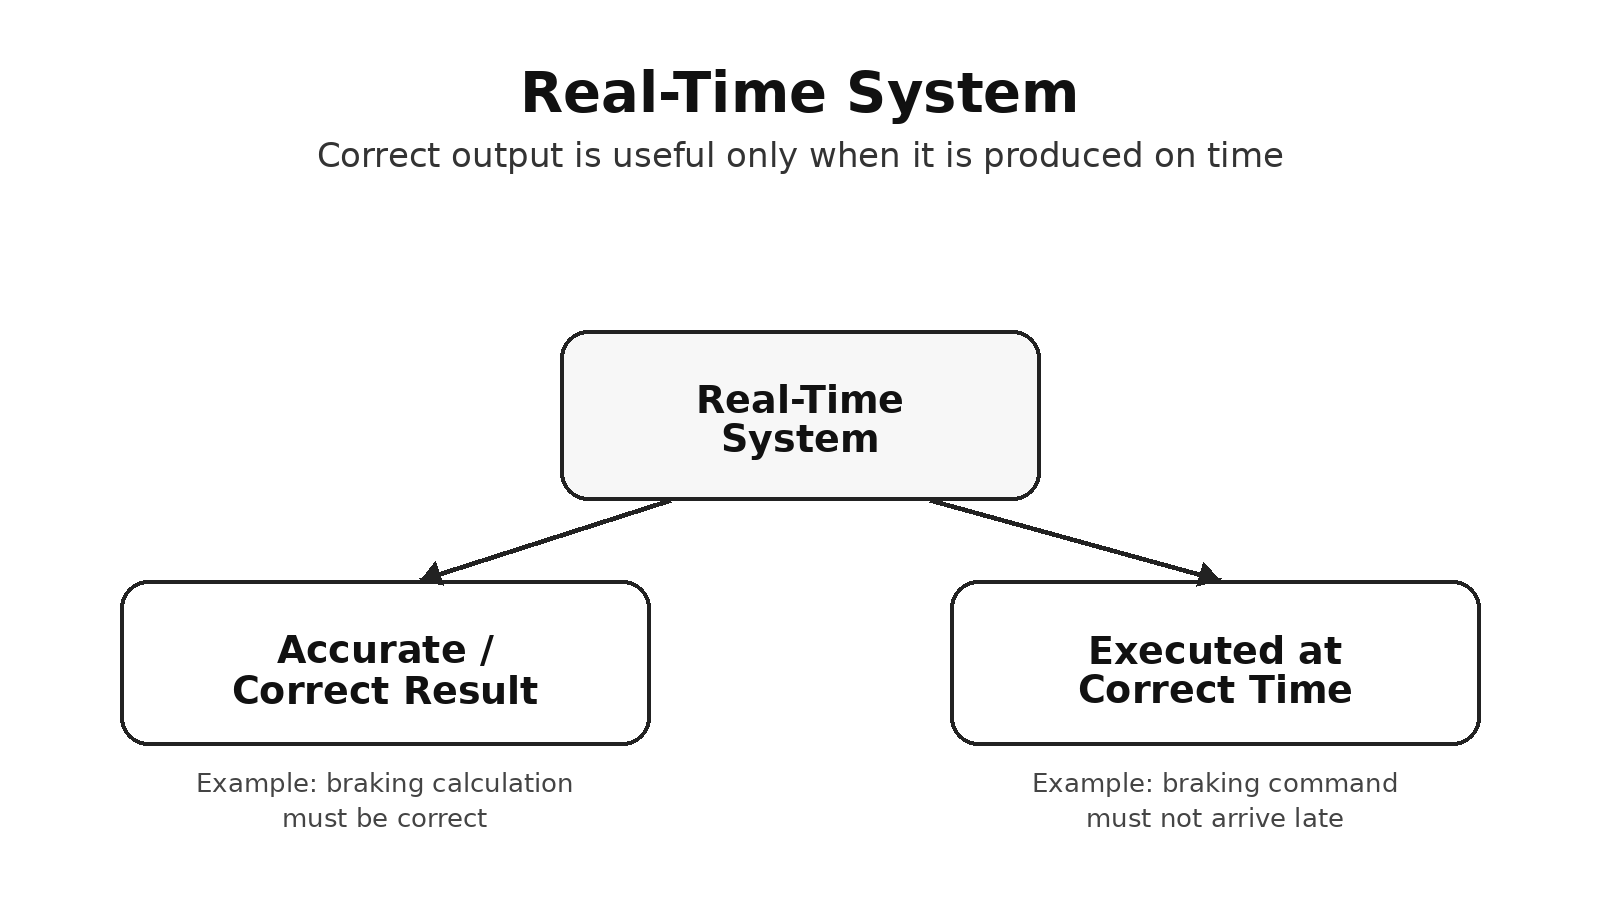 Real-Time System
Correct output is useful only when it is produced on time
Real-Time
System
Accurate /
Correct Result
Executed at
Correct Time
Example: braking calculation
must be correct
Example: braking command
must not arrive late